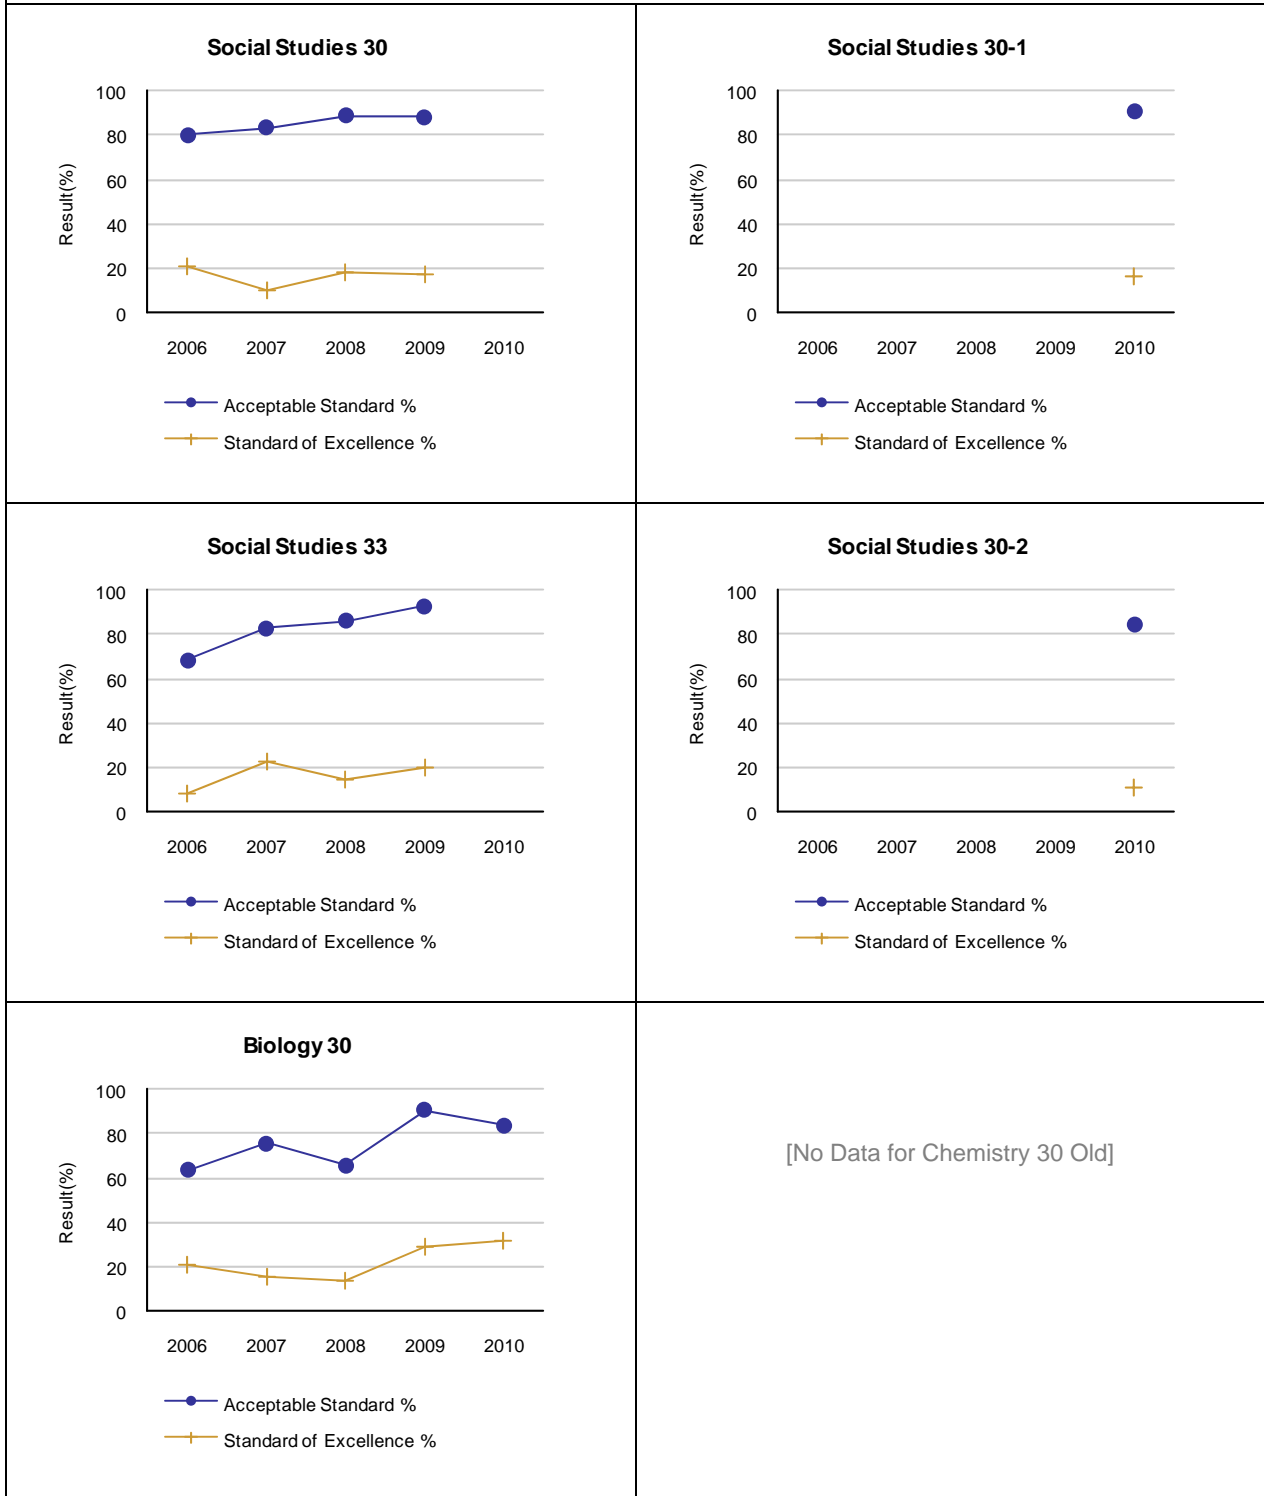 Social Studies 30
Result(%)
100
80
60
40
20
0
2006 2007 2008 2009 2010
Acceptable Standard %
Standard of Excellence %
Social Studies 30-1
Result(%)
100
80
60
40
20
0
2006 2007 2008 2009 2010
Acceptable Standard %
Standard of Excellence %
Social Studies 33
Result(%)
100
80
60
40
20
0
2006 2007 2008 2009 2010
Acceptable Standard %
Standard of Excellence %
Social Studies 30-2
Result(%)
100
80
60
40
20
0
2006 2007 2008 2009 2010
Acceptable Standard %
Standard of Excellence %
Biology 30
Result(%)
100
80
60
40
20
0
2006 2007 2008 2009 2010
Acceptable Standard %
Standard of Excellence %
[No Data for Chemistry 30 Old]